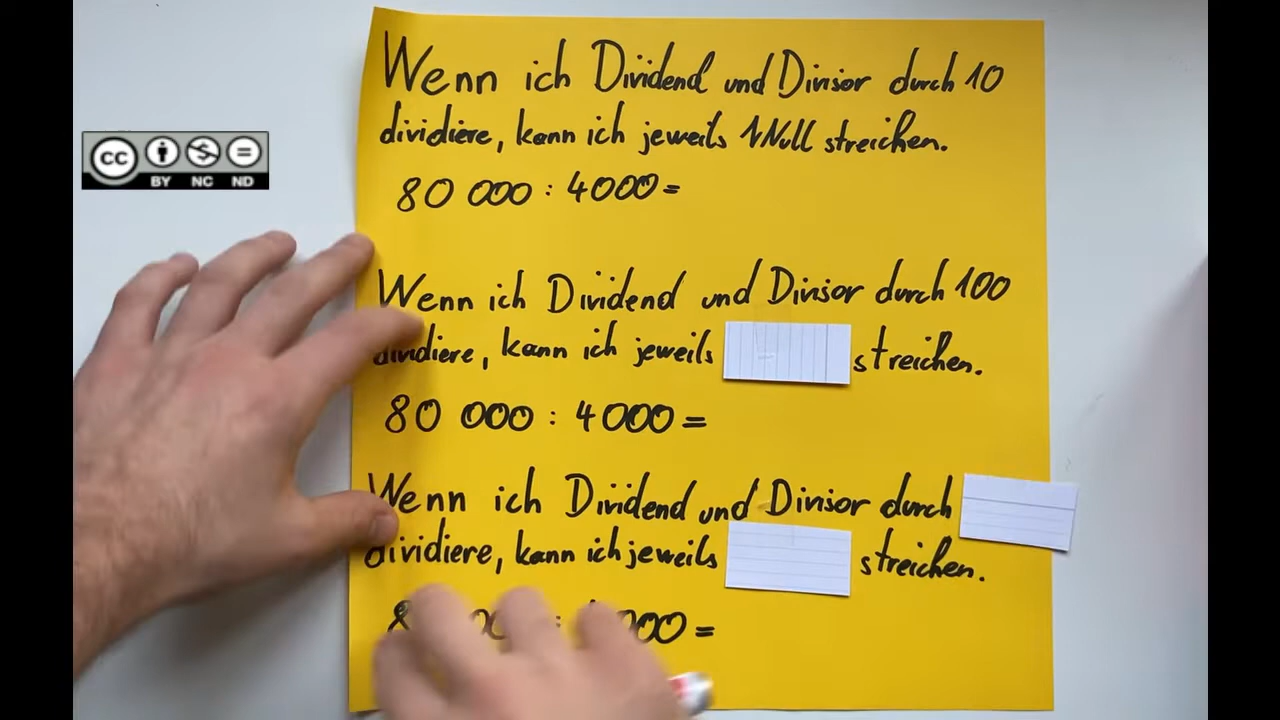 Wenn ich Dividend und Divisor durch 10
dividiere, kann ich jeweils 1 Null streichen.
80 000 : 4000 =
Wenn ich Dividend und Divisor durch 100
dividiere, kann ich jeweils streichen.
80 000 : 4000 =
Wenn ich Dividend und Divisor durch
dividiere, kann ich jeweils streichen.
=
cc
BY NC ND